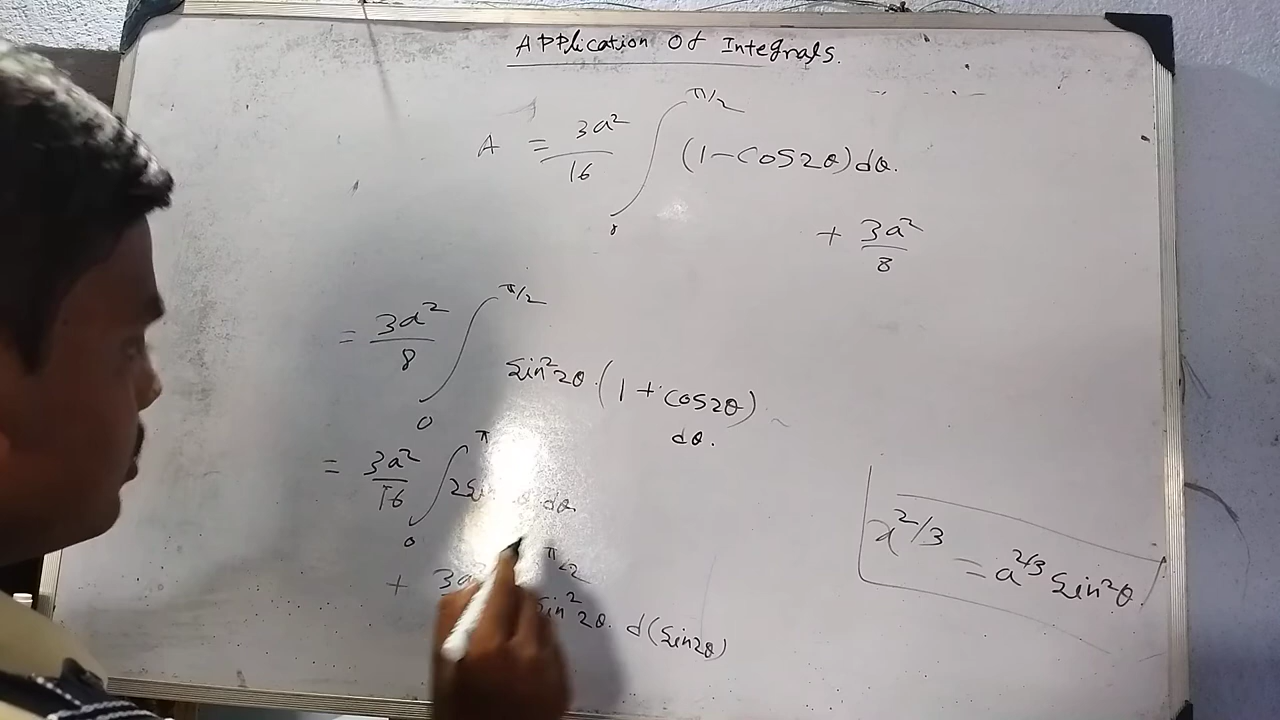 Application Of Integrals.
A = 3a²/16 ∫₀^π/2 (1-cos2θ)dθ.
+ 3a²/8
= 3a²/8 ∫₀^π/2 sin²2θ.(1+cos2θ)
dθ.
= 3a²/16 ∫₀^π dθ
+ 3a² π/2 sin²2θ. d(sin2θ)
x^2/3 = a^2/3 sin²θ.